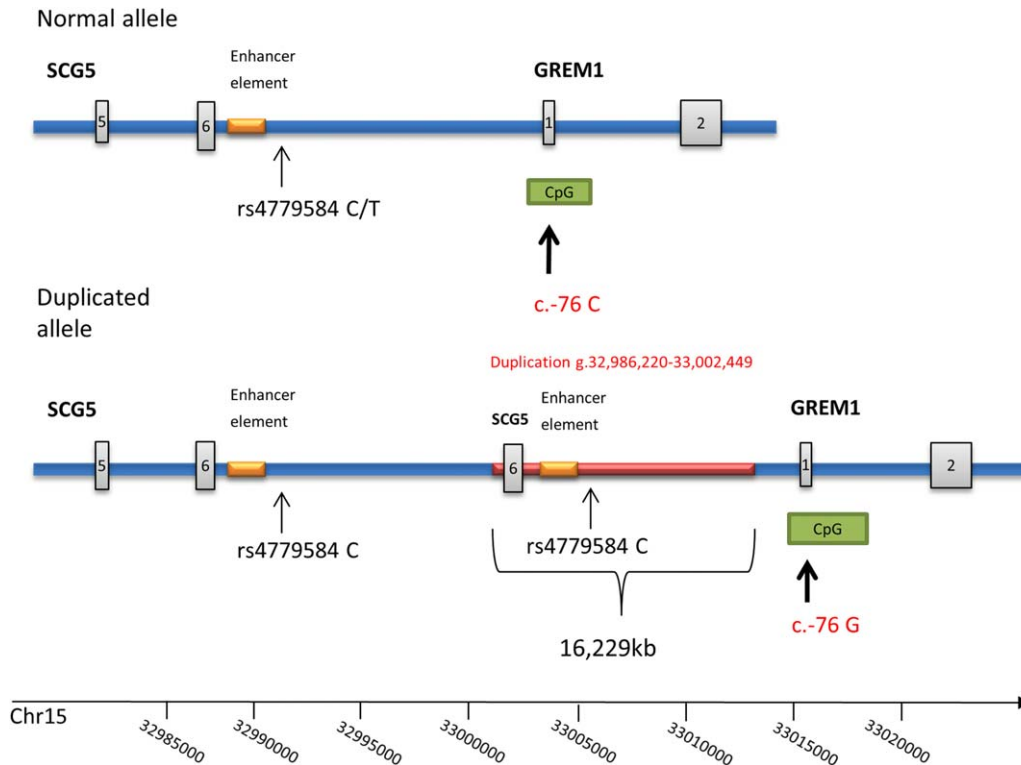 Normal allele
SCG5
Enhancer
element
GREM1
5
6
1
2
rs4779584 C/T
CpG
c.-76 C
Duplicated
allele
Duplication g.32,986,220-33,002,449
SCG5
Enhancer
element
SCG5
Enhancer
element
GREM1
5
6
6
1
2
rs4779584 C
rs4779584 C
CpG
16,229kb
c.-76 G
Chr15
32985000
32990000
32995000
33000000
33005000
33010000
33015000
33020000